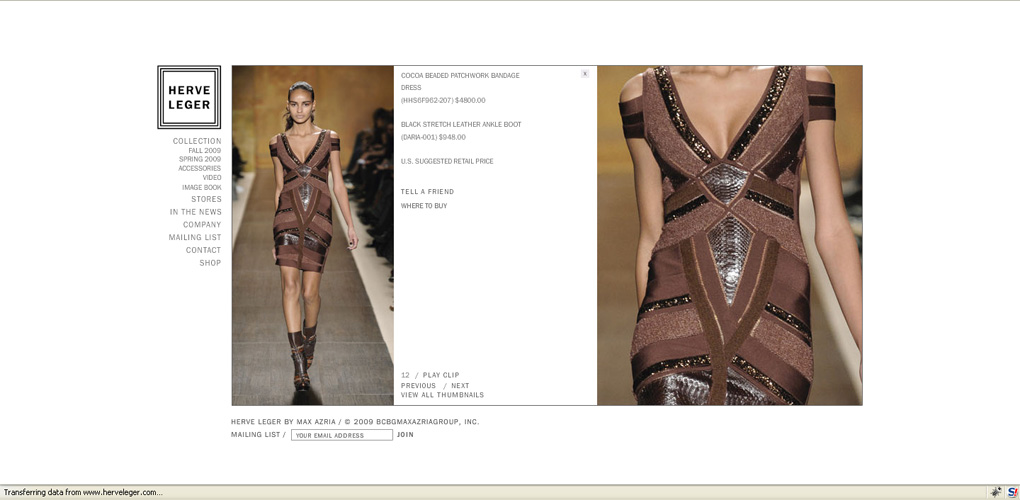 HERVE
LEGER
COLLECTION
FALL 2009
SPRING 2009
ACCESSORIES
VIDEO
IMAGE BOOK
STORES
IN THE NEWS
COMPANY
MAILING LIST
CONTACT
SHOP
x
COCOA BEADED PATCHWORK BANDAGE
DRESS
(HHS6F962-207) $4800.00
BLACK STRETCH LEATHER ANKLE BOOT
(DARIA-001) $948.00
U.S. SUGGESTED RETAIL PRICE
TELL A FRIEND
WHERE TO BUY
12 / PLAY CLIP
PREVIOUS / NEXT
VIEW ALL THUMBNAILS
HERVE LEGER BY MAX AZRIA / © 2009 BCBGMAXAZRIAGROUP, INC.
MAILING LIST / YOUR EMAIL ADDRESS JOIN
Transferring data from www.herveleger.com...
S!